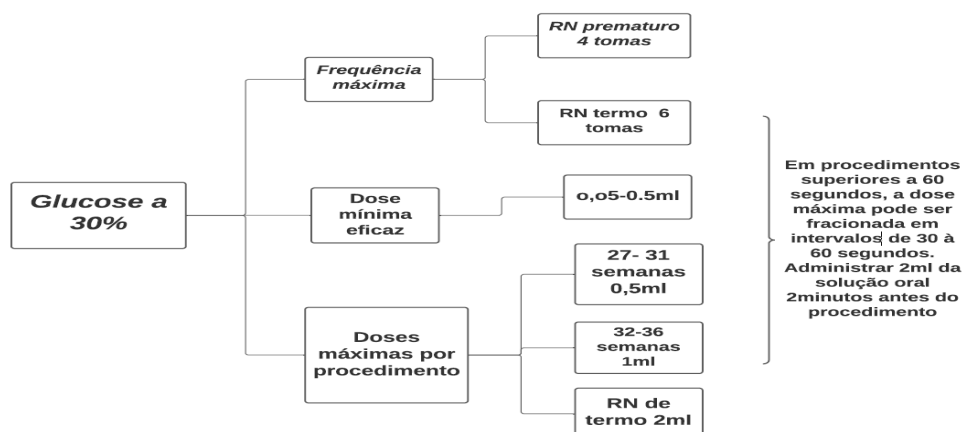 Glucose a
30%
Frequência
máxima
RN prematuro
4 tomas
RN termo 6
tomas
Dose
mínima
eficaz
o,o5-0.5ml
Doses
máximas por
procedimento
27- 31
semanas
0,5ml
32-36
semanas
1ml
RN de
termo 2ml
Em procedimentos
superiores a 60
segundos, a dose
máxima pode ser
fracionada em
intervalos de 30 à
60 segundos.
Administrar 2ml da
solução oral
2minutos antes do
procedimento